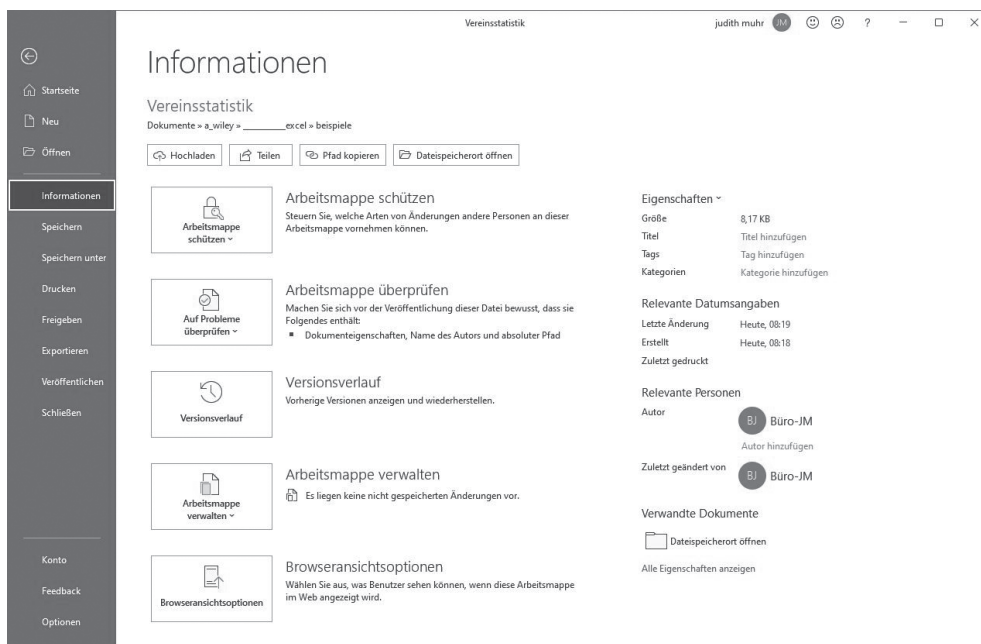 Vereinsstatistik
judith muhr JM ?
Startseite
Neu
Öffnen
Informationen
Speichern
Speichern unter
Drucken
Freigeben
Exportieren
Veröffentlichen
Schließen
Konto
Feedback
Optionen
Informationen
Vereinsstatistik
Dokumente » a_wiley » ________excel » beispiele
Hochladen Teilen Pfad kopieren Dateispeicherort öffnen
Arbeitsmappe
schützen
Arbeitsmappe schützen
Steuern Sie, welche Arten von Änderungen andere Personen an dieser
Arbeitsmappe vornehmen können.
Auf Probleme
überprüfen
Arbeitsmappe überprüfen
Machen Sie sich vor der Veröffentlichung dieser Datei bewusst, dass sie
Folgendes enthält:
▪ Dokumenteigenschaften, Name des Autors und absoluter Pfad
Versionsverlauf
Versionsverlauf
Vorherige Versionen anzeigen und wiederherstellen.
Arbeitsmappe
verwalten
Arbeitsmappe verwalten
Es liegen keine nicht gespeicherten Änderungen vor.
Browseransichtsoptionen
Browseransichtsoptionen
Wählen Sie aus, was Benutzer sehen können, wenn diese Arbeitsmappe
im Web angezeigt wird.
Eigenschaften
Größe 8,17 KB
Titel Titel hinzufügen
Tags Tag hinzufügen
Kategorien Kategorie hinzufügen
Relevante Datumsangaben
Letzte Änderung Heute, 08:19
Erstellt Heute, 08:18
Zuletzt gedruckt
Relevante Personen
Autor BJ Büro-JM
Autor hinzufügen
Zuletzt geändert von BJ Büro-JM
Verwandte Dokumente
Dateispeicherort öffnen
Alle Eigenschaften anzeigen